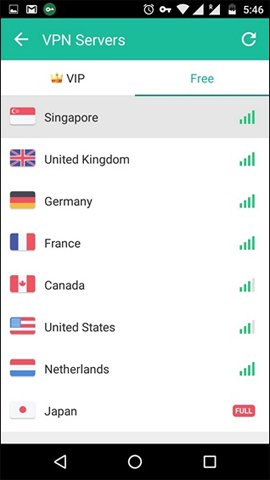 5:46
VPN Servers
VIP
Free
Singapore
United Kingdom
Germany
France
Canada
United States
Netherlands
Japan
FULL